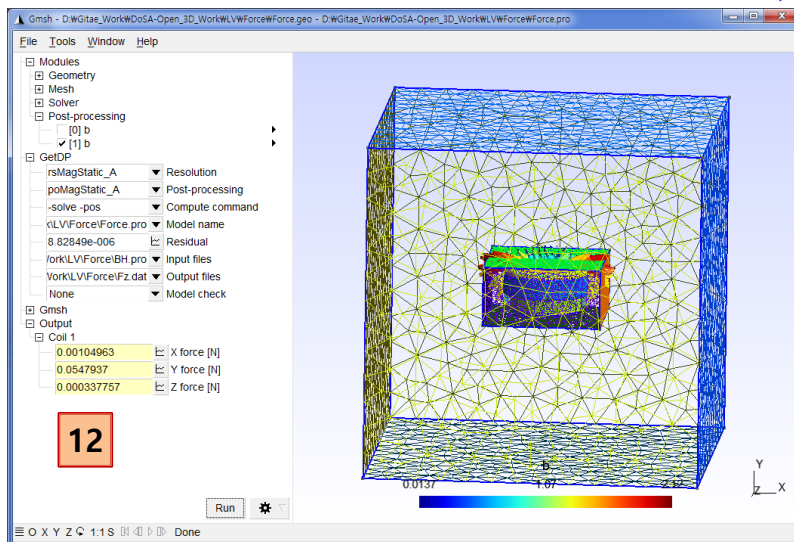 Gmsh - D:₩Gitae_Work₩DoSA-Open_3D_Work₩LV₩Force₩Force.geo - D:₩Gitae_Work₩DoSA-Open_3D_Work₩LV₩Force₩Force.pro
File Tools Window Help
Modules
Geometry
Mesh
Solver
Post-processing
[0] b
[1] b
GetDP
rsMagStatic_A Resolution
poMagStatic_A Post-processing
-solve -pos Compute command
k\LV\Force\Force.pro Model name
8.82849e-006 Residual
/ork\LV\Force\BH.pro Input files
Vork\LV\Force\Fz.dat Output files
None Model check
Gmsh
Output
Coil 1
0.00104963 X force [N]
0.0547937 Y force [N]
0.000337757 Z force [N]
12
Run
b
0.0137 1.07 2.12
Y
Z X
O X Y Z 1:1 S Done